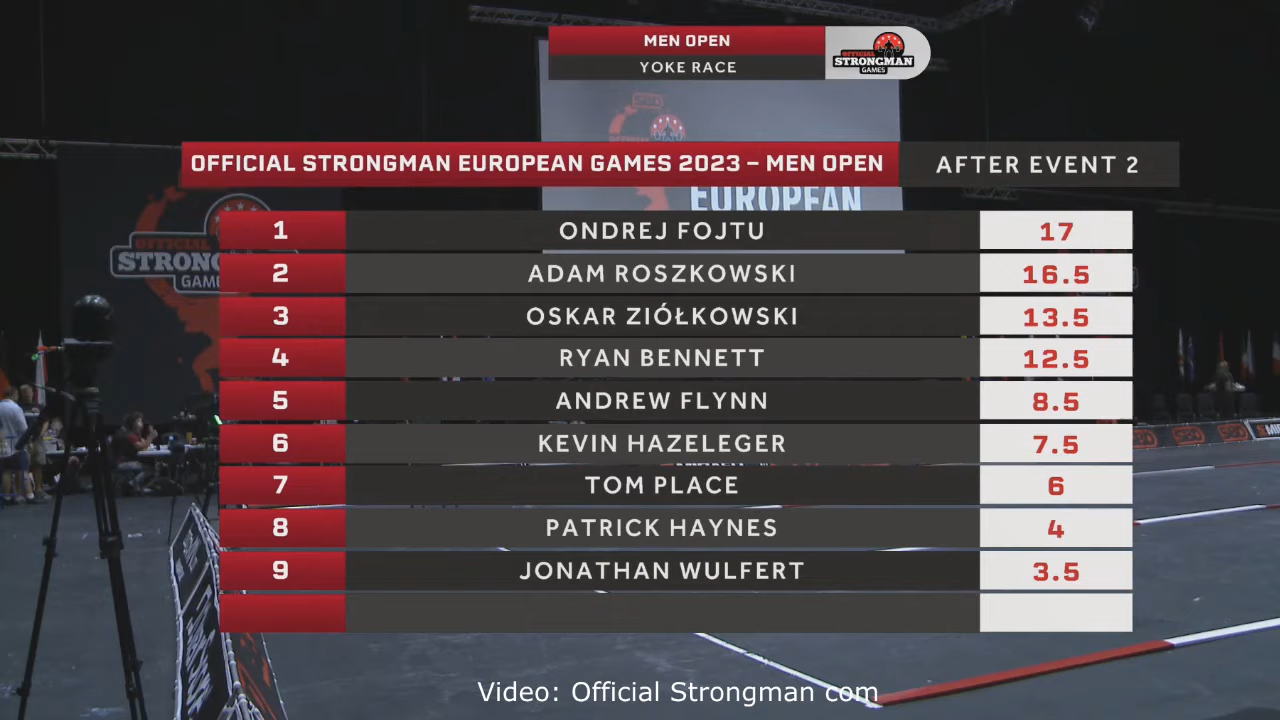 MEN OPEN
YOKE RACE
OFFICIAL STRONGMAN GAMES
OFFICIAL STRONGMAN EUROPEAN GAMES 2023 – MEN OPEN AFTER EVENT 2
EUROPEAN
1 ONDREJ FOJTU 17
2 ADAM ROSZKOWSKI 16.5
3 OSKAR ZIÓŁKOWSKI 13.5
4 RYAN BENNETT 12.5
5 ANDREW FLYNN 8.5
6 KEVIN HAZELEGER 7.5
7 TOM PLACE 6
8 PATRICK HAYNES 4
9 JONATHAN WULFERT 3.5
Video: Official Strongman com